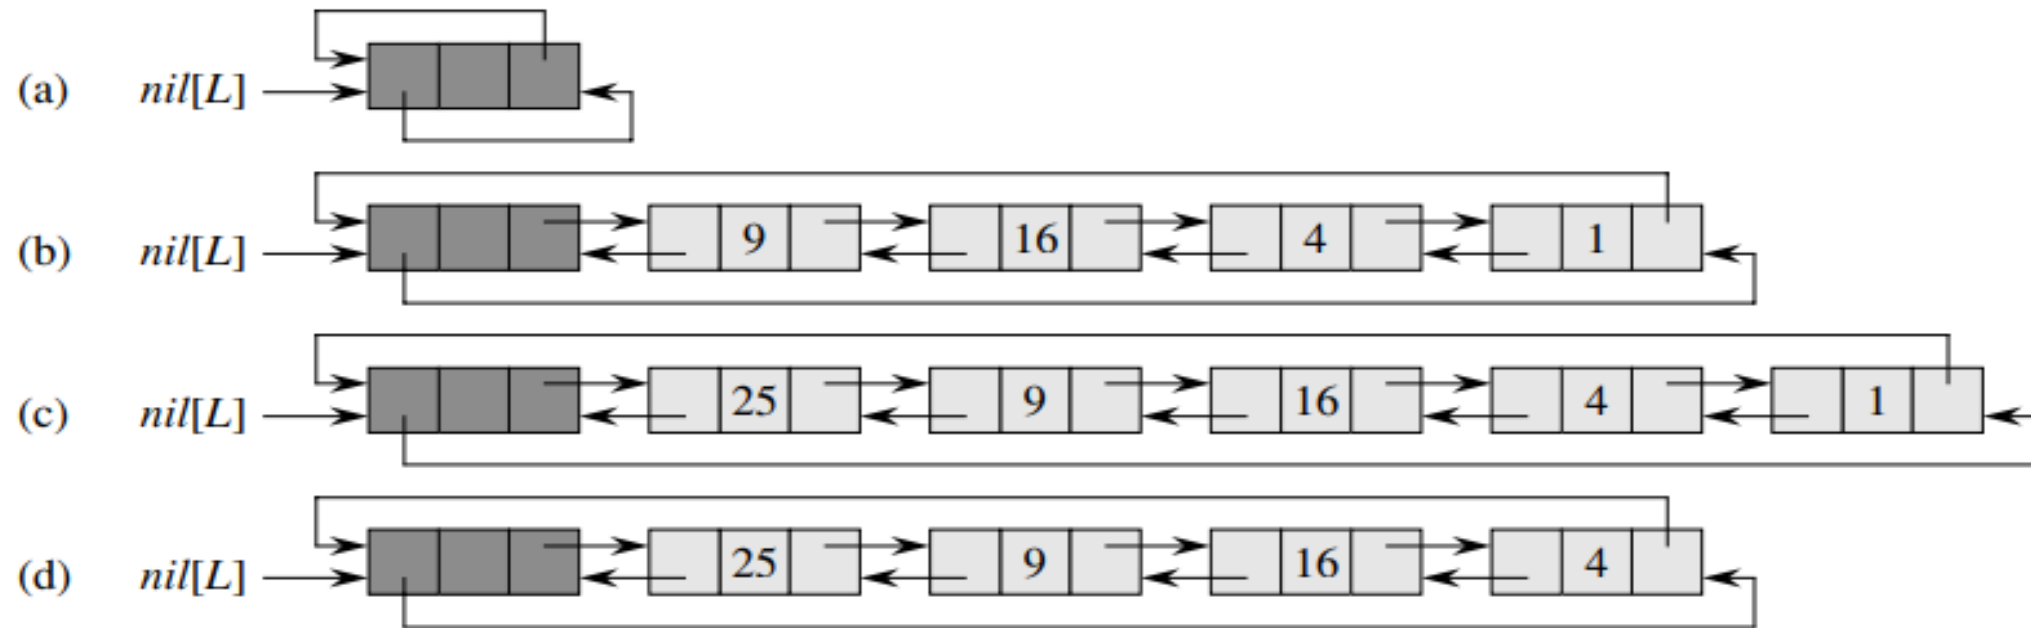 (a) nil[L]
(b) nil[L] 9 16 4 1
(c) nil[L] 25 9 16 4 1
(d) nil[L] 25 9 16 4